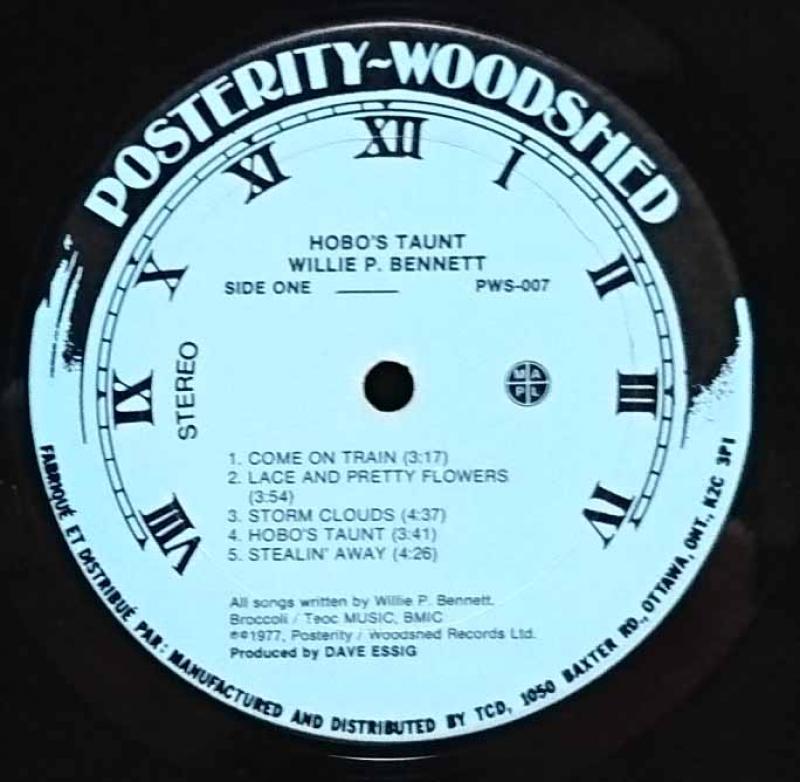 POSTERITY~WOODSHED
XII
XI
I
X
II
IX
III
VIII
IV
HOBO'S TAUNT
WILLIE P. BENNETT
SIDE ONE PWS-007
STEREO
MA
PL
1. COME ON TRAIN (3:17)
2. LACE AND PRETTY FLOWERS
(3:54)
3. STORM CLOUDS (4:37)
4. HOBO'S TAUNT (3:41)
5. STEALIN' AWAY (4:26)
All songs written by Willie P. Bennett.
Broccoli / Teoc MUSIC, BMIC
℗©1977, Posterity / Woodshed Records Ltd.
Produced by DAVE ESSIG
FABRIQUÉ ET DISTRIBUÉ PAR: MANUFACTURED AND DISTRIBUTED BY TCD, 1050 BAXTER RD., OTTAWA, ONT., K2C 3P1